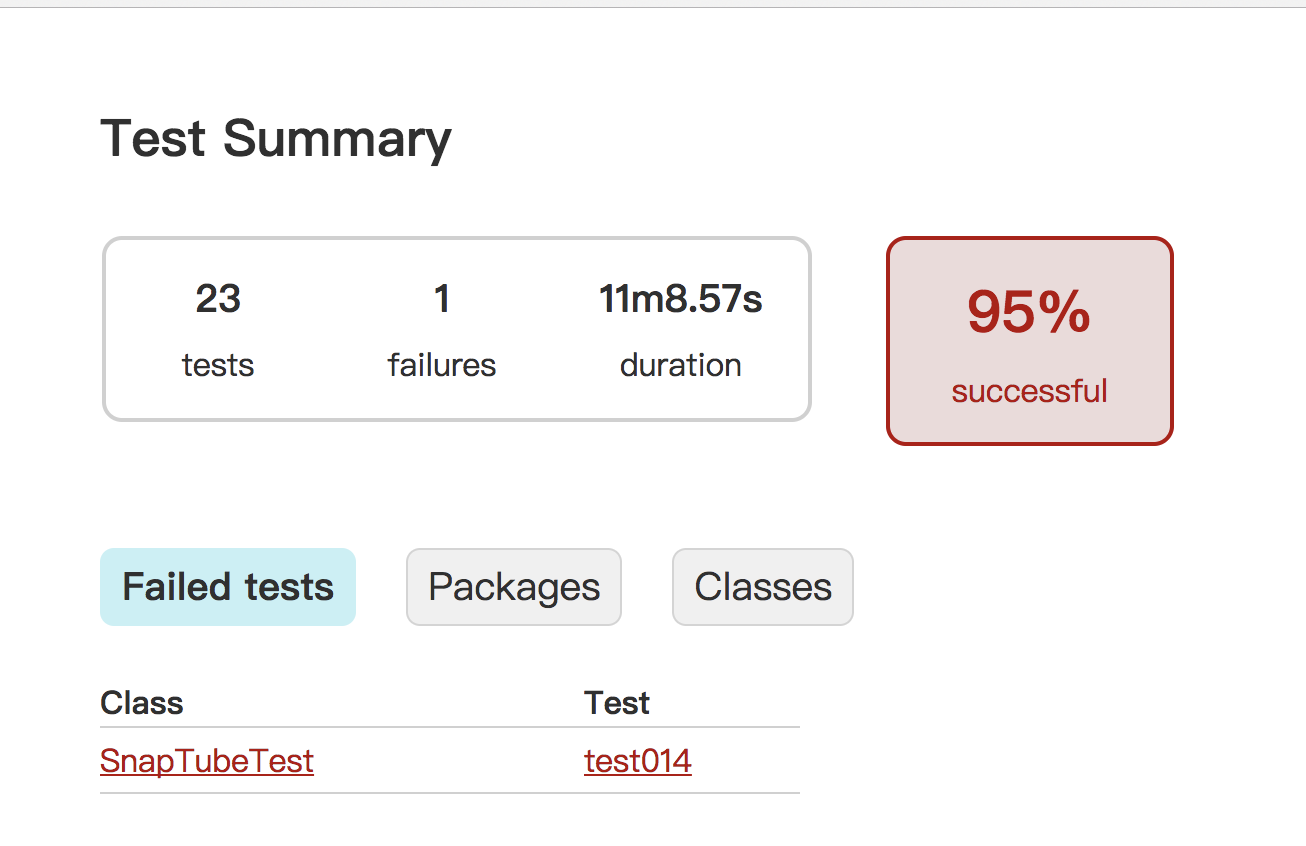 Test Summary
23 1 11m8.57s
tests failures duration
95%
successful
Failed tests Packages Classes
Class Test
SnapTubeTest test014